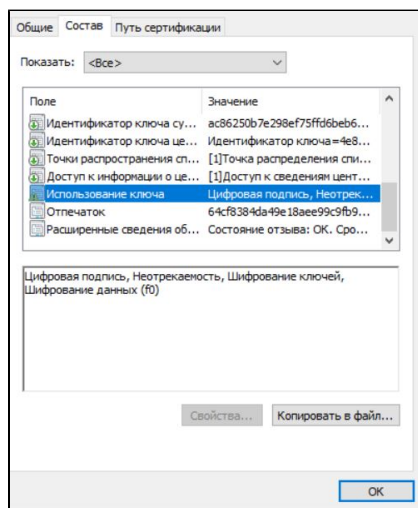 Общие Состав Путь сертификации
Показать: <Все>
Поле Значение
Идентификатор ключа су... ac86250b7e298ef75ffd6beb6...
Идентификатор ключа це... Идентификатор ключа=4e8...
Точки распространения сп... [1]Точка распределения спи...
Доступ к информации о це... [1]Доступ к сведениям цент...
Использование ключа Цифровая подпись, Неотрек...
Отпечаток 64cf8384da49e18aee99c9fb9...
Расширенные сведения об... Состояние отзыва: ОК. Сро...
Цифровая подпись, Неотрекаемость, Шифрование ключей,
Шифрование данных (f0)
Свойства... Копировать в файл...
ОК